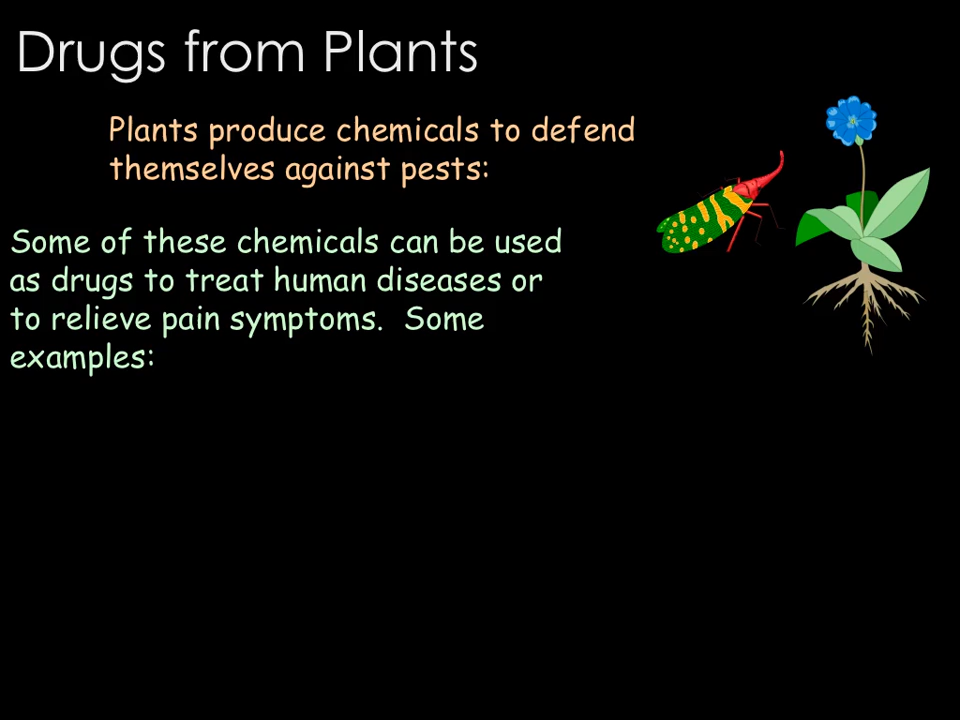 Drugs from Plants
Plants produce chemicals to defend
themselves against pests:
Some of these chemicals can be used
as drugs to treat human diseases or
to relieve pain symptoms.  Some
examples: